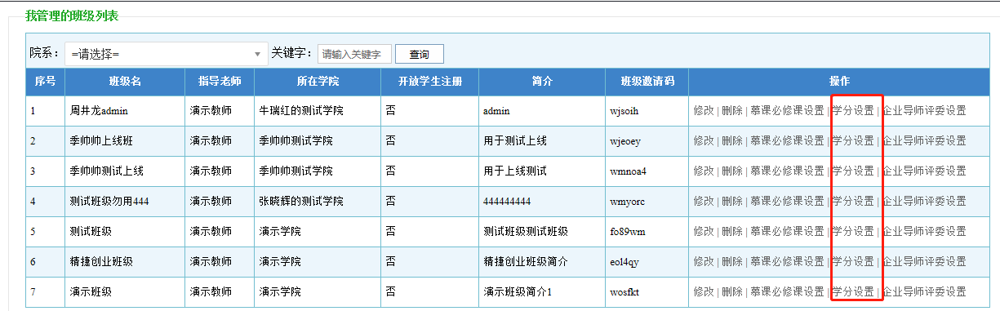 我管理的班级列表
院系： =请选择= 关键字： 请输入关键字 查询
序号 班级名 指导老师 所在学院 开放学生注册 简介 班级邀请码 操作
1 周井龙admin 演示教师 牛瑞红的测试学院 否 admin wjsoih 修改 | 删除 | 慕课必修课设置 | 学分设置 | 企业导师评委设置
2 季帅帅上线班 演示教师 季帅帅测试学院 否 用于测试上线 wjeoey 修改 | 删除 | 慕课必修课设置 | 学分设置 | 企业导师评委设置
3 季帅帅测试上线 演示教师 季帅帅测试学院 否 用于上线测试 wmnoa4 修改 | 删除 | 慕课必修课设置 | 学分设置 | 企业导师评委设置
4 测试班级勿用444 演示教师 张晓辉的测试学院 否 444444444 wmyorc 修改 | 删除 | 慕课必修课设置 | 学分设置 | 企业导师评委设置
5 测试班级 演示教师 演示学院 否 测试班级测试班级 fo89wm 修改 | 删除 | 慕课必修课设置 | 学分设置 | 企业导师评委设置
6 精捷创业班级 演示教师 演示学院 否 精捷创业班级简介 eol4qy 修改 | 删除 | 慕课必修课设置 | 学分设置 | 企业导师评委设置
7 演示班级 演示教师 演示学院 否 演示班级简介1 wosfkt 修改 | 删除 | 慕课必修课设置 | 学分设置 | 企业导师评委设置